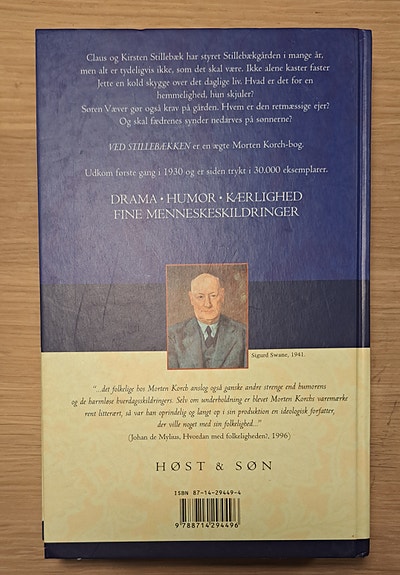 Claus og Kirsten Stillebæk har styret Stillebækgården i mange år,
men alt er tydeligvis ikke, som det skal være. Ikke alene kaster faster
Jette en kold skygge over det daglige liv. Hvad er det for en
hemmelighed, hun skjuler?
Søren Væver gør også krav på gården. Hvem er den retmæssige ejer?
Og skal fædrenes synder nedarves på sønnerne?
VED STILLEBÆKKEN er en ægte Morten Korch-bog.
Udkom første gang i 1930 og er siden trykt i 30.000 eksemplarer.
DRAMA • HUMOR • KÆRLIGHED
FINE MENNESKESKILDRINGER
Sigurd Swane, 1941.
"...det folkelige hos Morten Korch anslog også ganske andre strenge end humorens
og de harmløse hverdagsskildringers. Selv om underholdning er blevet Morten Korchs varemærke
rent litterært, så var han oprindelig og langt op i sin produktion en ideologisk forfatter,
der ville noget med sin folkelighed..."
(Johan de Mylius, Hvordan med folkeligheden?, 1996)
HØST & SØN
ISBN 87-14-29449-4
9 788714 294496